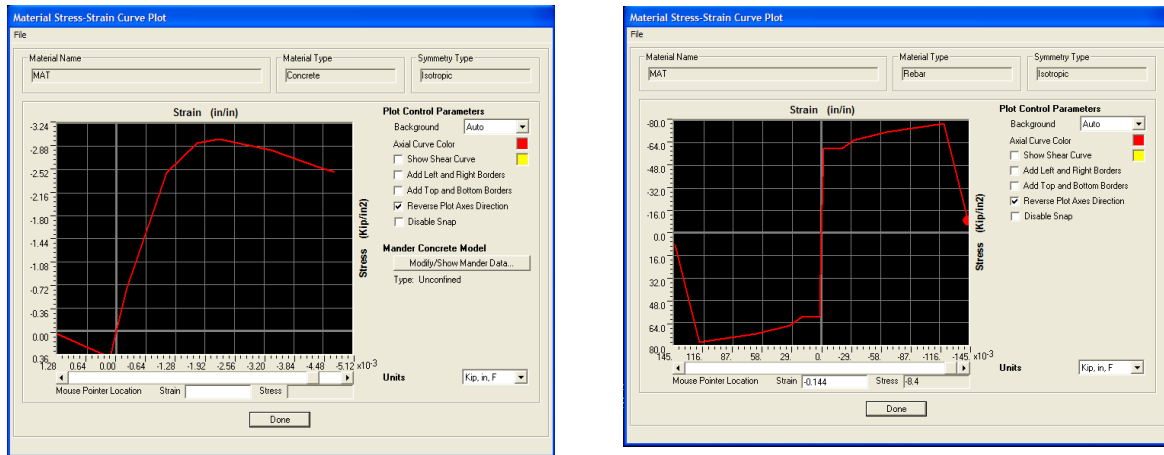 Material Stress-Strain Curve Plot
File
Material Name
MAT
Material Type
Concrete
Symmetry Type
Isotropic
Strain (in/in)
-3.24
-2.88
-2.52
-2.16
-1.80
-1.44
-1.08
-0.72
-0.36
0.00
0.36
1.28 0.64 0.00 -0.64 -1.28 -1.92 -2.56 -3.20 -3.84 -4.48 -5.12 x10-3
Stress (Kip/in2)
Mouse Pointer Location Strain Stress
Plot Control Parameters
Background Auto
Axial Curve Color
Show Shear Curve
Add Left and Right Borders
Add Top and Bottom Borders
Reverse Plot Axes Direction
Disable Snap
Mander Concrete Model
Modify/Show Mander Data...
Type: Unconfined
Units Kip, in, F
Done
Material Stress-Strain Curve Plot
File
Material Name
MAT
Material Type
Rebar
Symmetry Type
Isotropic
Strain (in/in)
-80.0
-64.0
-48.0
-32.0
-16.0
0.0
16.0
32.0
48.0
64.0
80.0
145. 116. 87. 58. 29. 0. -29. -58. -87. -116. -145. x10-3
Stress (Kip/in2)
Mouse Pointer Location Strain -0.144 Stress -8.4
Plot Control Parameters
Background Auto
Axial Curve Color
Show Shear Curve
Add Left and Right Borders
Add Top and Bottom Borders
Reverse Plot Axes Direction
Disable Snap
Units Kip, in, F
Done